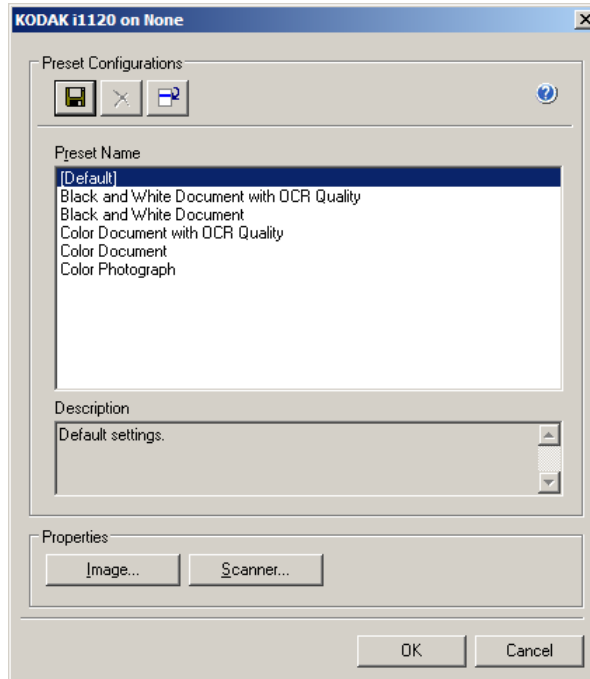 KODAK i1120 on None
Preset Configurations
Preset Name
[Default]
Black and White Document with OCR Quality
Black and White Document
Color Document with OCR Quality
Color Document
Color Photograph
Description
Default settings.
Properties
Image...
Scanner...
OK
Cancel